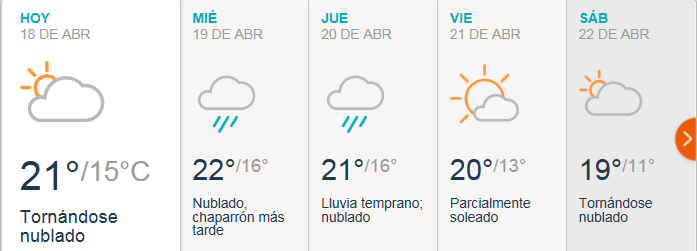 HOY
18 DE ABR
21°/15°C
Tornándose
nublado
MIÉ
19 DE ABR
22°/16°
Nublado,
chaparrón más
tarde
JUE
20 DE ABR
21°/16°
Lluvia temprano;
nublado
VIE
21 DE ABR
20°/13°
Parcialmente
soleado
SÁB
22 DE ABR
19°/11°
Tornándose
nublado